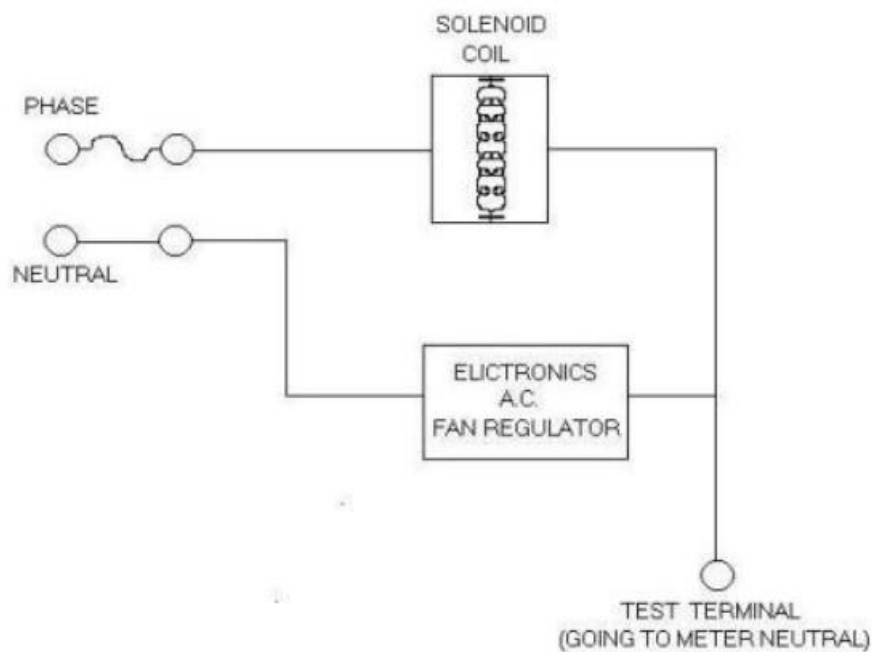 SOLENOID
COIL
PHASE
NEUTRAL
ELICTRONICS
A.C.
FAN REGULATOR
TEST TERMINAL
(GOING TO METER NEUTRAL)